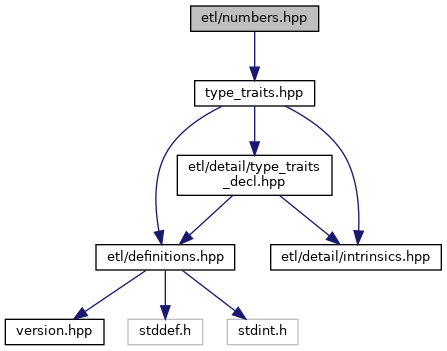 etl/numbers.hpp
type_traits.hpp
etl/detail/type_traits
_decl.hpp
etl/definitions.hpp
etl/detail/intrinsics.hpp
version.hpp
stddef.h
stdint.h